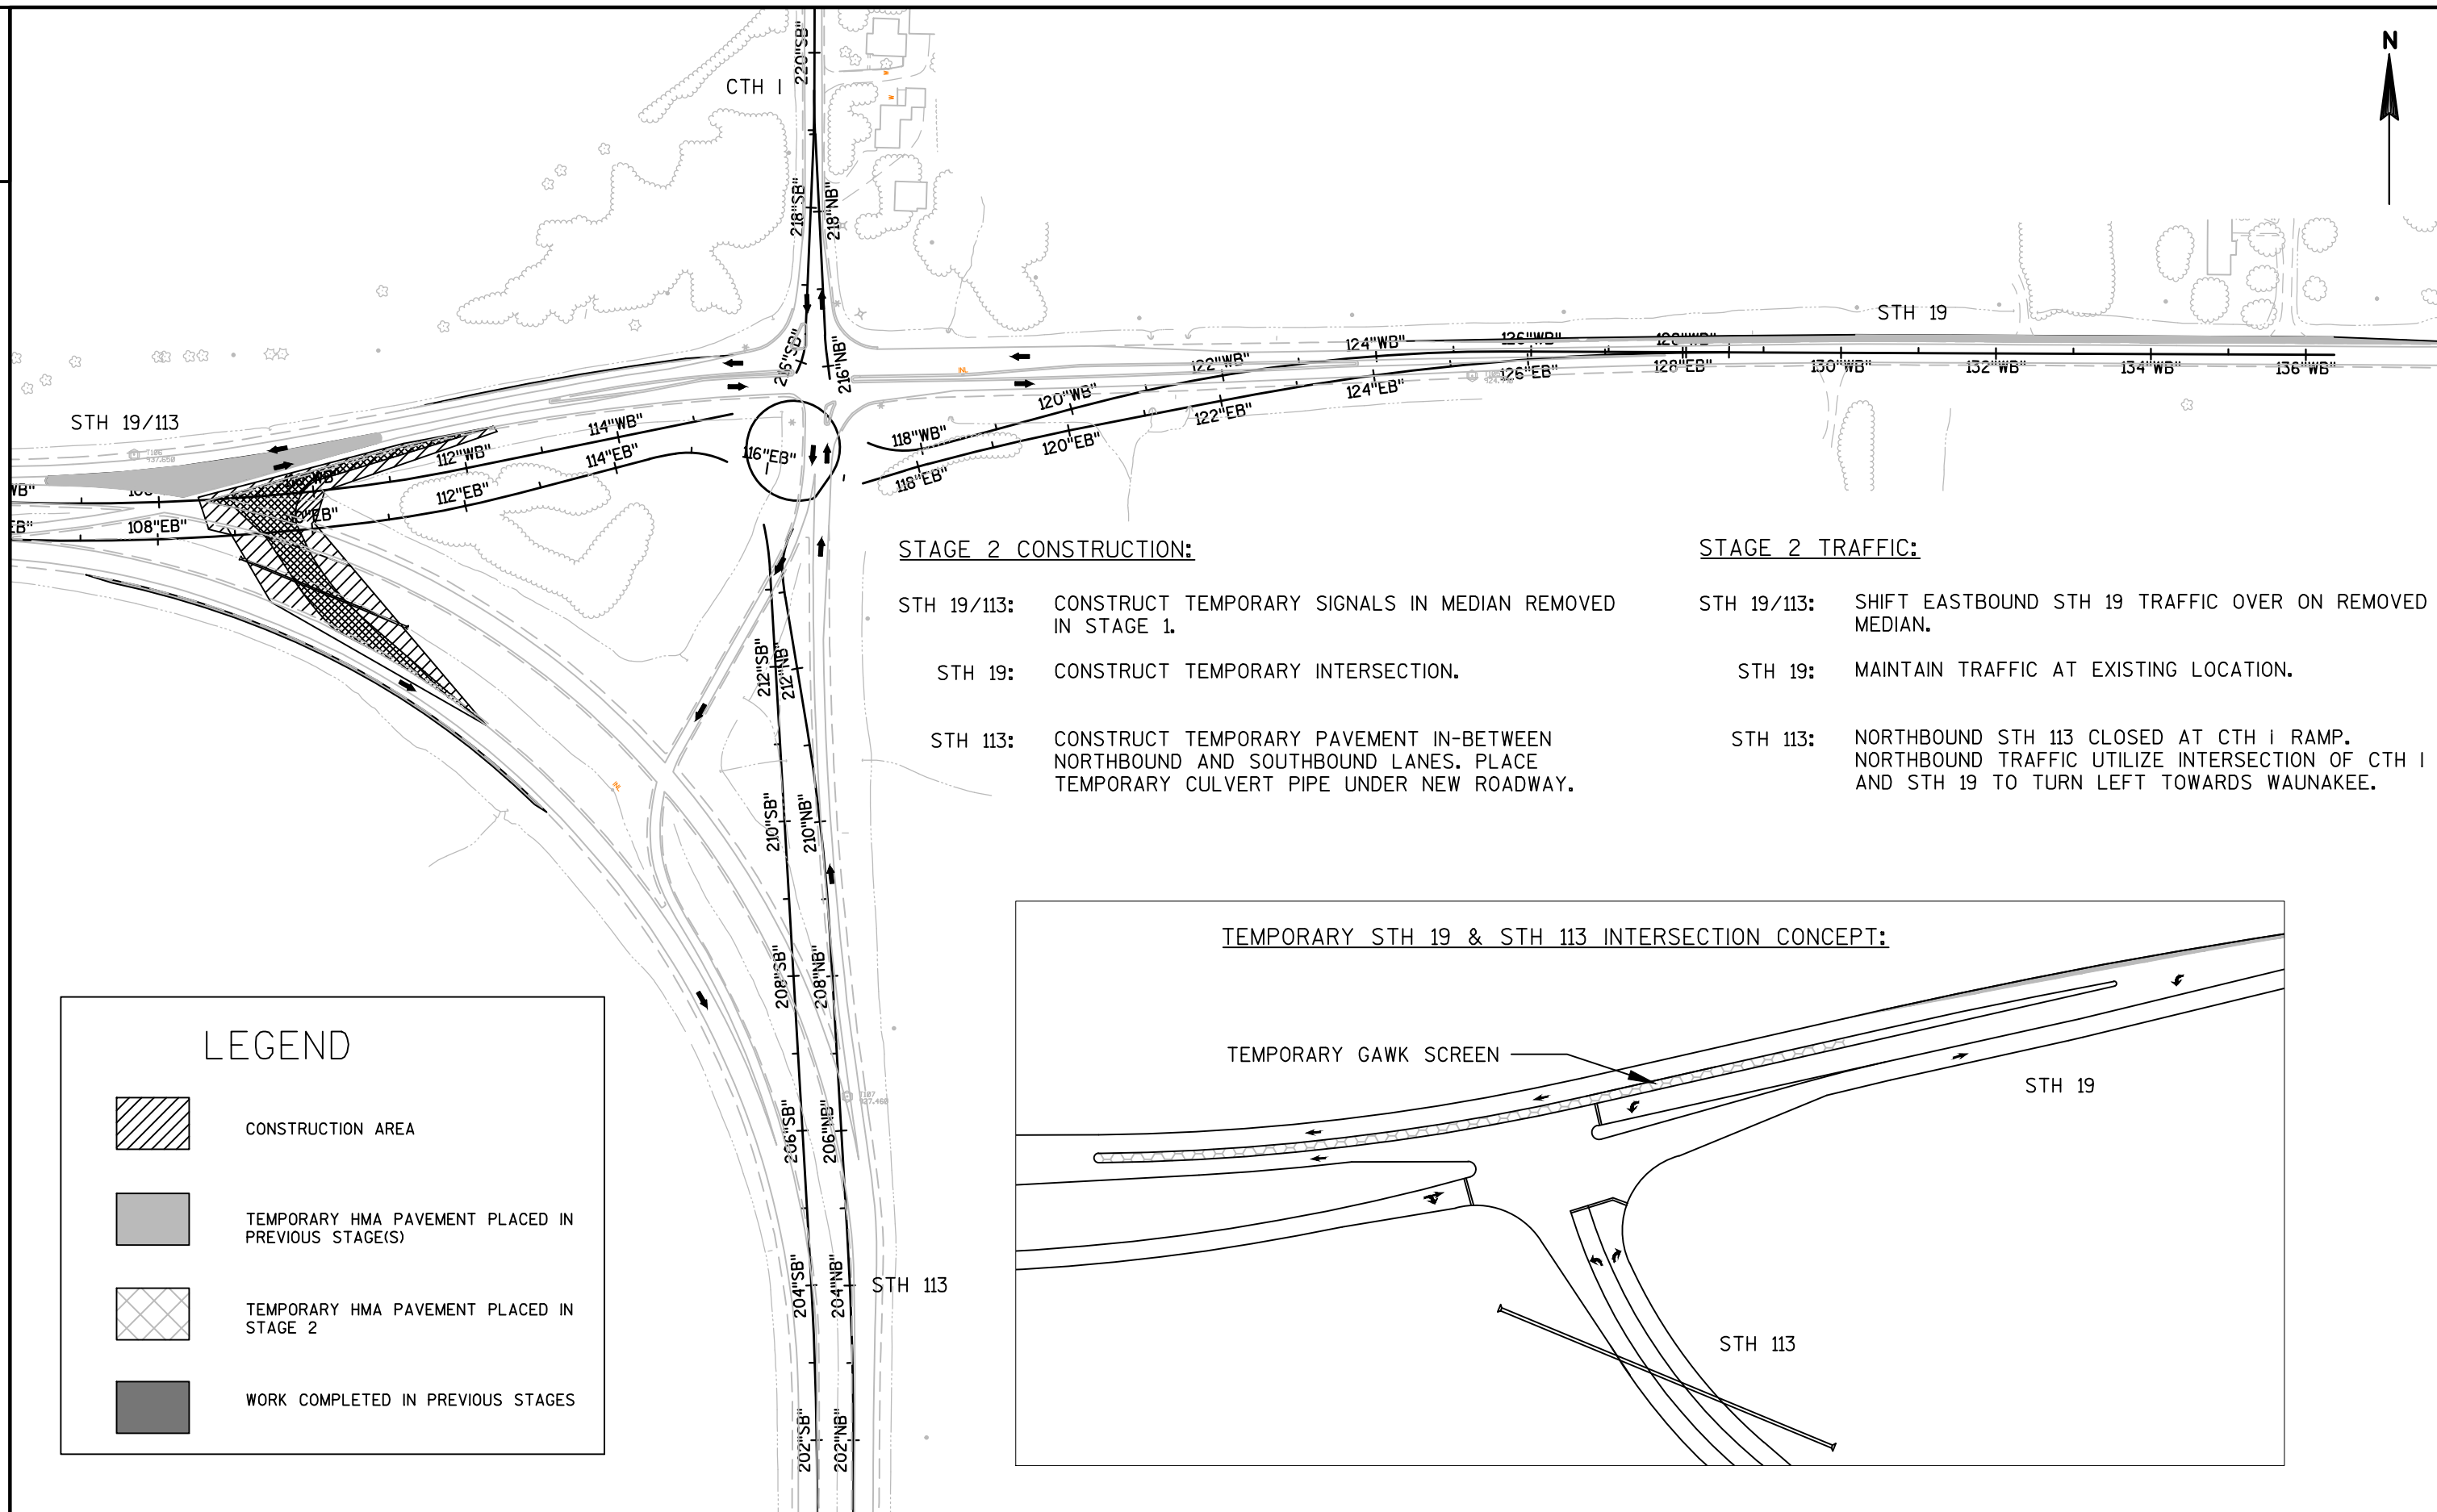 N
220"SB"
CTH I
218"SB"
218"NB"
216"SB"
216"NB"
STH 19
124"WB"
126"WB"
128"WB"
122"WB"
130"WB"
132"WB"
134"WB"
136"WB"
128"EB"
126"EB"
124"EB"
120"WB"
122"EB"
120"EB"
118"WB"
118"EB"
STH 19/113
114"WB"
112"WB"
116"EB"
114"EB"
112"EB"
108"EB"
212"SB"
212"NB"
210"SB"
210"NB"
208"SB"
208"NB"
206"SB"
206"NB"
204"SB"
204"NB"
STH 113
202"SB"
202"NB"
STAGE 2 CONSTRUCTION:
STH 19/113: CONSTRUCT TEMPORARY SIGNALS IN MEDIAN REMOVED
IN STAGE 1.
STH 19: CONSTRUCT TEMPORARY INTERSECTION.
STH 113: CONSTRUCT TEMPORARY PAVEMENT IN-BETWEEN
NORTHBOUND AND SOUTHBOUND LANES. PLACE
TEMPORARY CULVERT PIPE UNDER NEW ROADWAY.
STAGE 2 TRAFFIC:
STH 19/113: SHIFT EASTBOUND STH 19 TRAFFIC OVER ON REMOVED
MEDIAN.
STH 19: MAINTAIN TRAFFIC AT EXISTING LOCATION.
STH 113: NORTHBOUND STH 113 CLOSED AT CTH i RAMP.
NORTHBOUND TRAFFIC UTILIZE INTERSECTION OF CTH I
AND STH 19 TO TURN LEFT TOWARDS WAUNAKEE.
TEMPORARY STH 19 & STH 113 INTERSECTION CONCEPT:
TEMPORARY GAWK SCREEN
STH 19
STH 113
LEGEND
CONSTRUCTION AREA
TEMPORARY HMA PAVEMENT PLACED IN
PREVIOUS STAGE(S)
TEMPORARY HMA PAVEMENT PLACED IN
STAGE 2
WORK COMPLETED IN PREVIOUS STAGES